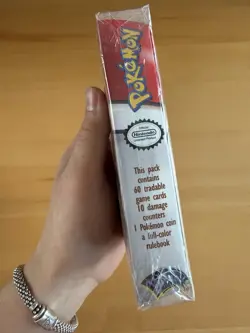 POKéMON
Nintendo
This pack
contains
60 tradable
game cards
10 damage
counters
1 Pokémon coin
a full-color
rulebook